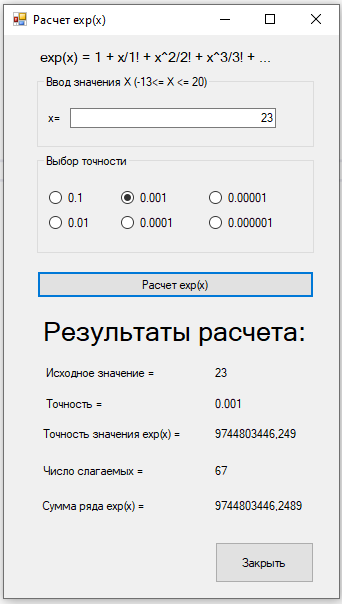 Расчет exp(x)
exp(x) = 1 + x/1! + x^2/2! + x^3/3! + ...
Ввод значения X (-13<= X <= 20)
x= 23
Выбор точности
0.1 0.001 0.00001
0.01 0.0001 0.000001
Расчет exp(x)
Результаты расчета:
Исходное значение = 23
Точность = 0.001
Точность значения exp(x) = 9744803446,249
Число слагаемых = 67
Сумма ряда exp(x) = 9744803446,2489
Закрыть